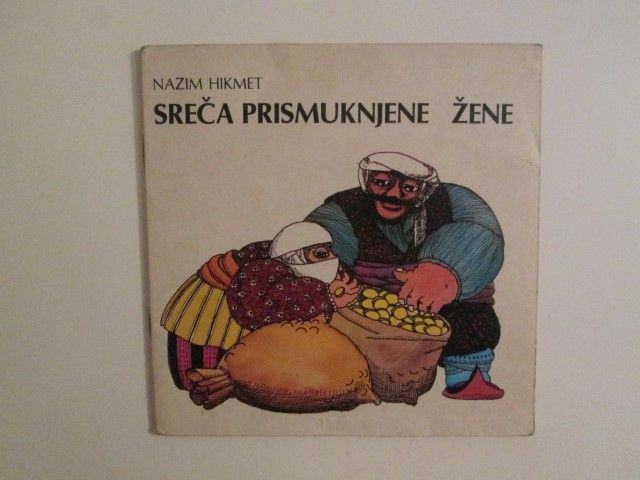 NAZIM HIKMET
SREČA PRISMUKNJENE ŽENE